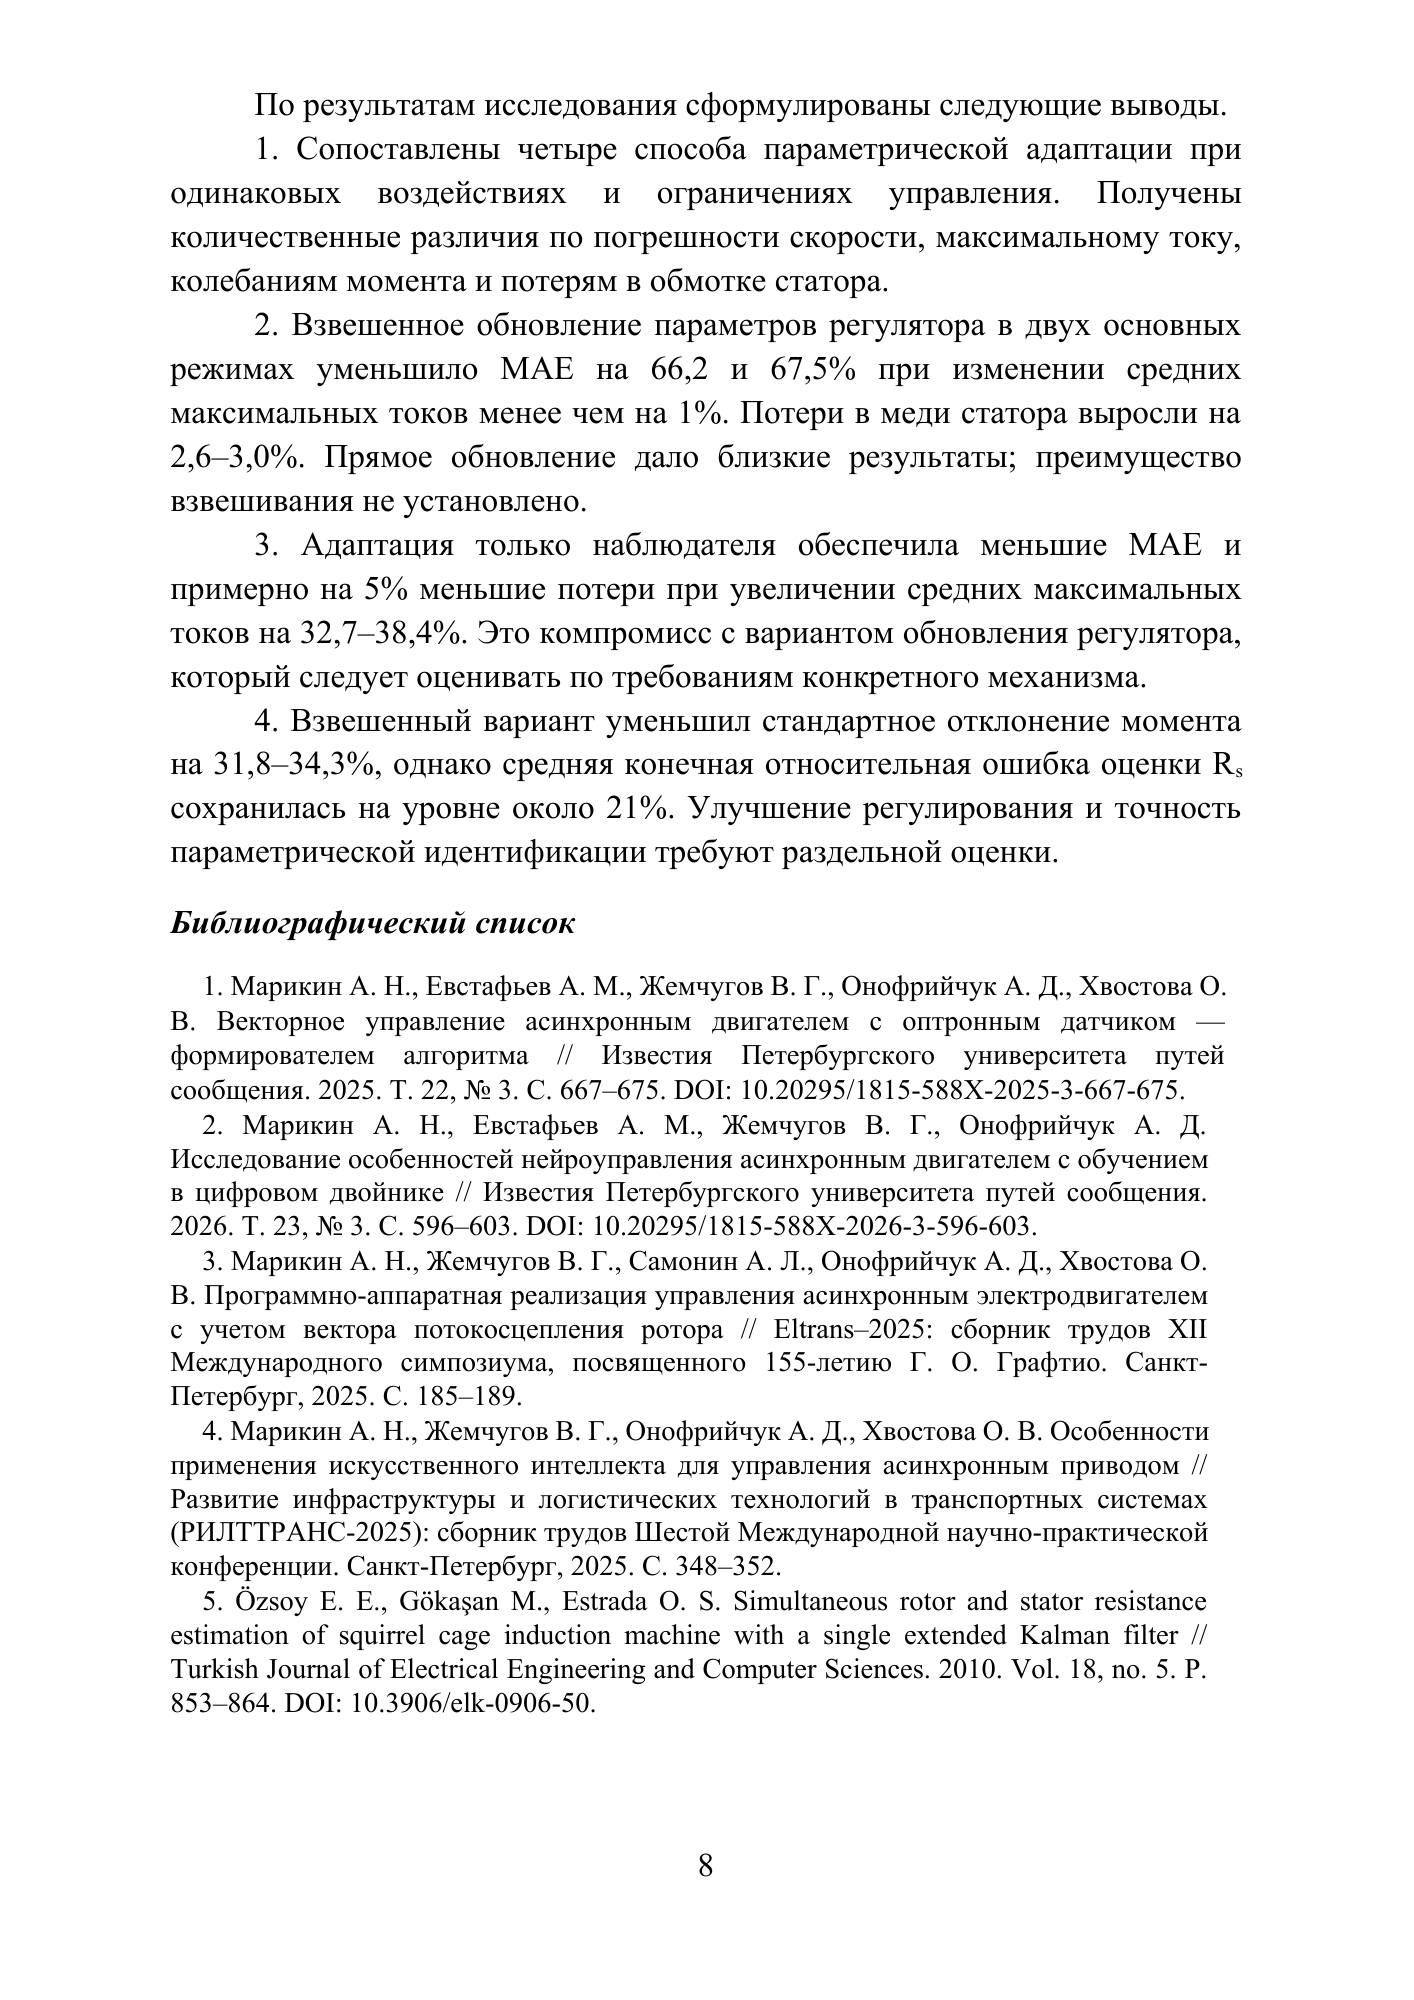 По результатам исследования сформулированы следующие выводы.
1. Сопоставлены четыре способа параметрической адаптации при
одинаковых воздействиях и ограничениях управления. Получены
количественные различия по погрешности скорости, максимальному току,
колебаниям момента и потерям в обмотке статора.
2. Взвешенное обновление параметров регулятора в двух основных
режимах уменьшило MAE на 66,2 и 67,5% при изменении средних
максимальных токов менее чем на 1%. Потери в меди статора выросли на
2,6–3,0%. Прямое обновление дало близкие результаты; преимущество
взвешивания не установлено.
3. Адаптация только наблюдателя обеспечила меньшие MAE и
примерно на 5% меньшие потери при увеличении средних максимальных
токов на 32,7–38,4%. Это компромисс с вариантом обновления регулятора,
который следует оценивать по требованиям конкретного механизма.
4. Взвешенный вариант уменьшил стандартное отклонение момента
на 31,8–34,3%, однако средняя конечная относительная ошибка оценки Rₛ
сохранилась на уровне около 21%. Улучшение регулирования и точность
параметрической идентификации требуют раздельной оценки.
Библиографический список
1. Марикин А. Н., Евстафьев А. М., Жемчугов В. Г., Онофрийчук А. Д., Хвостова О.
В. Векторное управление асинхронным двигателем с оптронным датчиком —
формирователем алгоритма // Известия Петербургского университета путей
сообщения. 2025. Т. 22, № 3. С. 667–675. DOI: 10.20295/1815-588X-2025-3-667-675.
2. Марикин А. Н., Евстафьев А. М., Жемчугов В. Г., Онофрийчук А. Д.
Исследование особенностей нейроуправления асинхронным двигателем с обучением
в цифровом двойнике // Известия Петербургского университета путей сообщения.
2026. Т. 23, № 3. С. 596–603. DOI: 10.20295/1815-588X-2026-3-596-603.
3. Марикин А. Н., Жемчугов В. Г., Самонин А. Л., Онофрийчук А. Д., Хвостова О.
В. Программно-аппаратная реализация управления асинхронным электродвигателем
с учетом вектора потокосцепления ротора // Eltrans–2025: сборник трудов XII
Международного симпозиума, посвященного 155-летию Г. О. Графтио. Санкт-
Петербург, 2025. С. 185–189.
4. Марикин А. Н., Жемчугов В. Г., Онофрийчук А. Д., Хвостова О. В. Особенности
применения искусственного интеллекта для управления асинхронным приводом //
Развитие инфраструктуры и логистических технологий в транспортных системах
(РИЛТТРАНС-2025): сборник трудов Шестой Международной научно-практической
конференции. Санкт-Петербург, 2025. С. 348–352.
5. Özsoy E. E., Gökaşan M., Estrada O. S. Simultaneous rotor and stator resistance
estimation of squirrel cage induction machine with a single extended Kalman filter //
Turkish Journal of Electrical Engineering and Computer Sciences. 2010. Vol. 18, no. 5. P.
853–864. DOI: 10.3906/elk-0906-50.
8